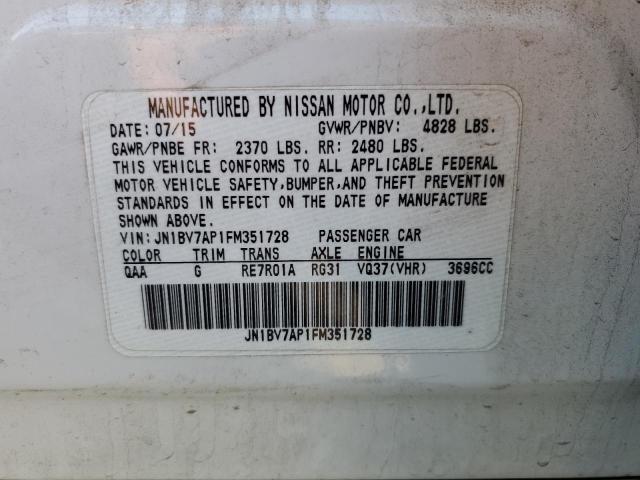 MANUFACTURED BY NISSAN MOTOR CO.,LTD.
DATE: 07/15 GVWR/PNBV: 4828 LBS.
GAWR/PNBE FR: 2370 LBS. RR: 2480 LBS.
THIS VEHICLE CONFORMS TO ALL APPLICABLE FEDERAL
MOTOR VEHICLE SAFETY,BUMPER,AND THEFT PREVENTION
STANDARDS IN EFFECT ON THE DATE OF MANUFACTURE
SHOWN ABOVE.
VIN: JN1BV7AP1FM351728 PASSENGER CAR
COLOR TRIM TRANS AXLE ENGINE
QAA G RE7R01A RG31 VQ37(VHR) 3696CC
JN1BV7AP1FM351728